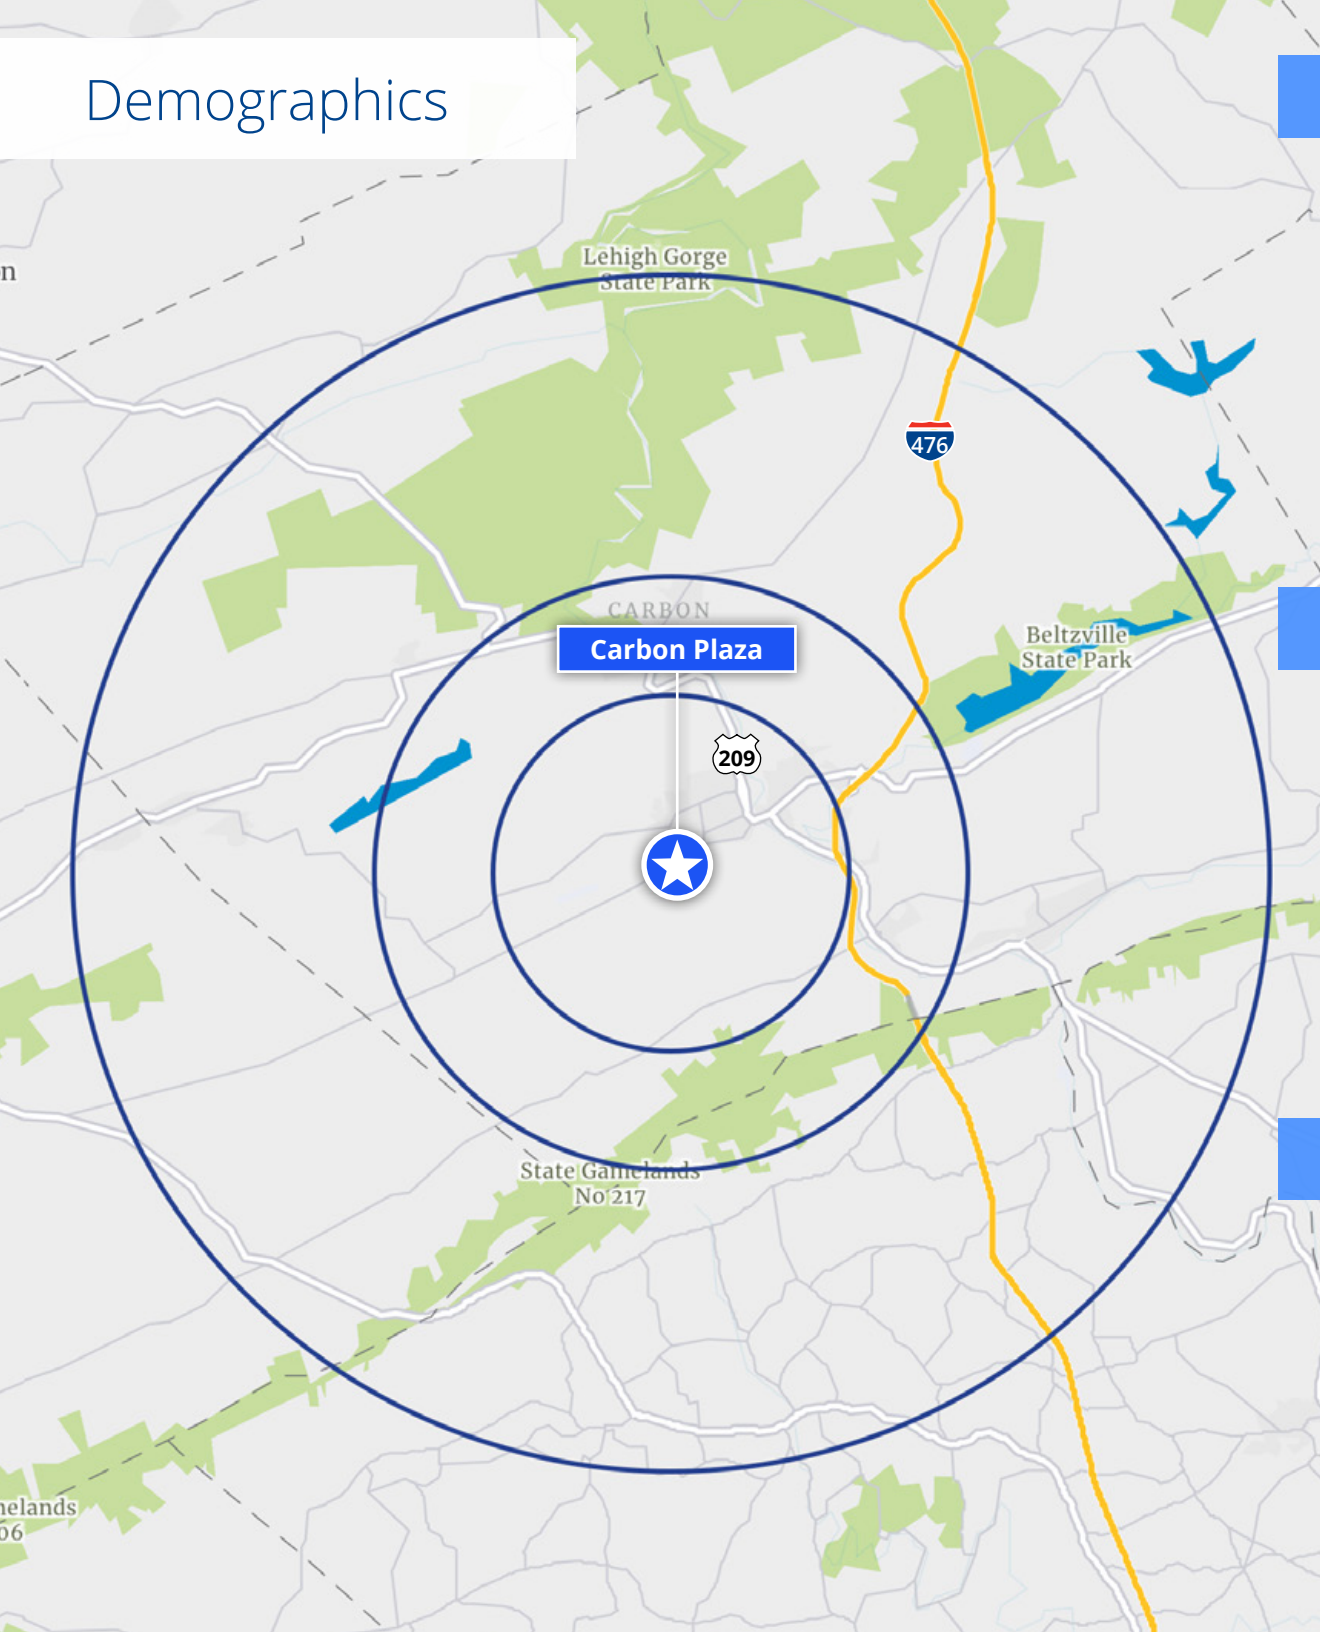 Demographics
n
Lehigh Gorge
State Park
476
CARBON
Carbon Plaza
Beltzville
State Park
209
State Gamelands
No 217
nelands
06